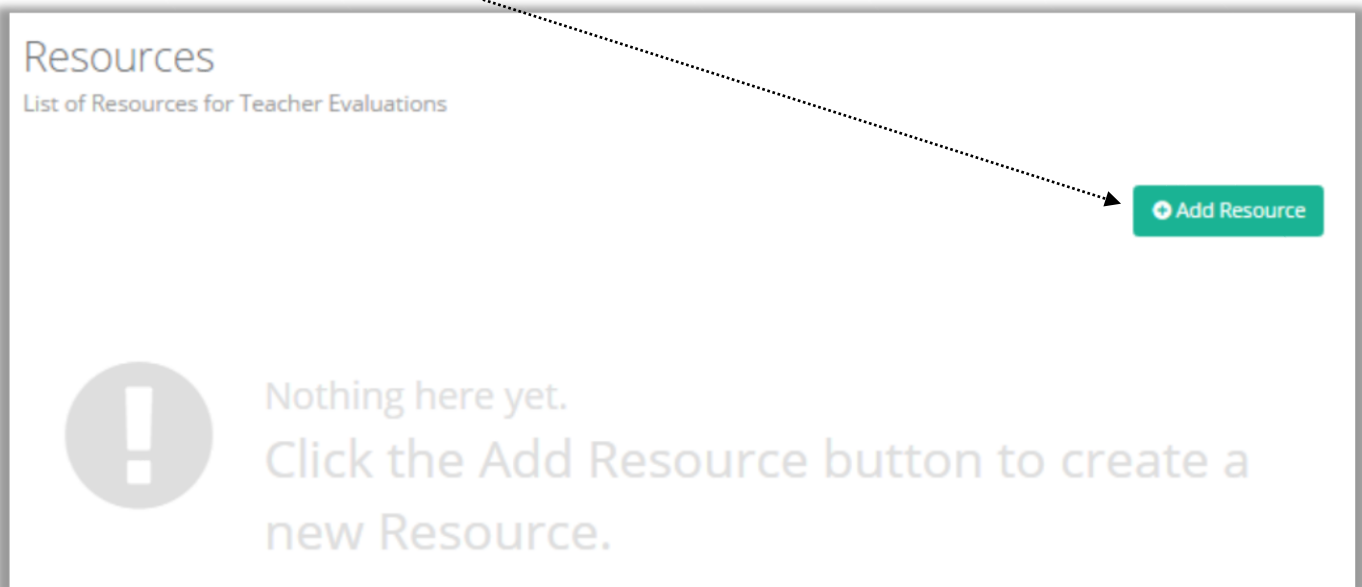 Resources
List of Resources for Teacher Evaluations
Add Resource
Nothing here yet.
Click the Add Resource button to create a
new Resource.